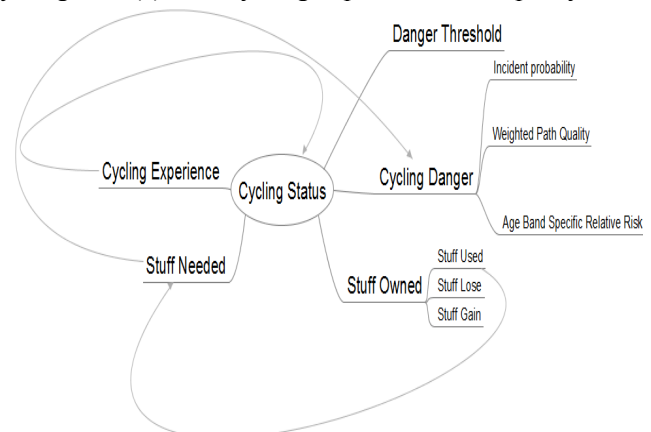 Danger Threshold
Incident probability
Weighted Path Quality
Cycling Experience
Cycling Status
Cycling Danger
Age Band Specific Relative Risk
Stuff Needed
Stuff Owned
Stuff Used
Stuff Lose
Stuff Gain